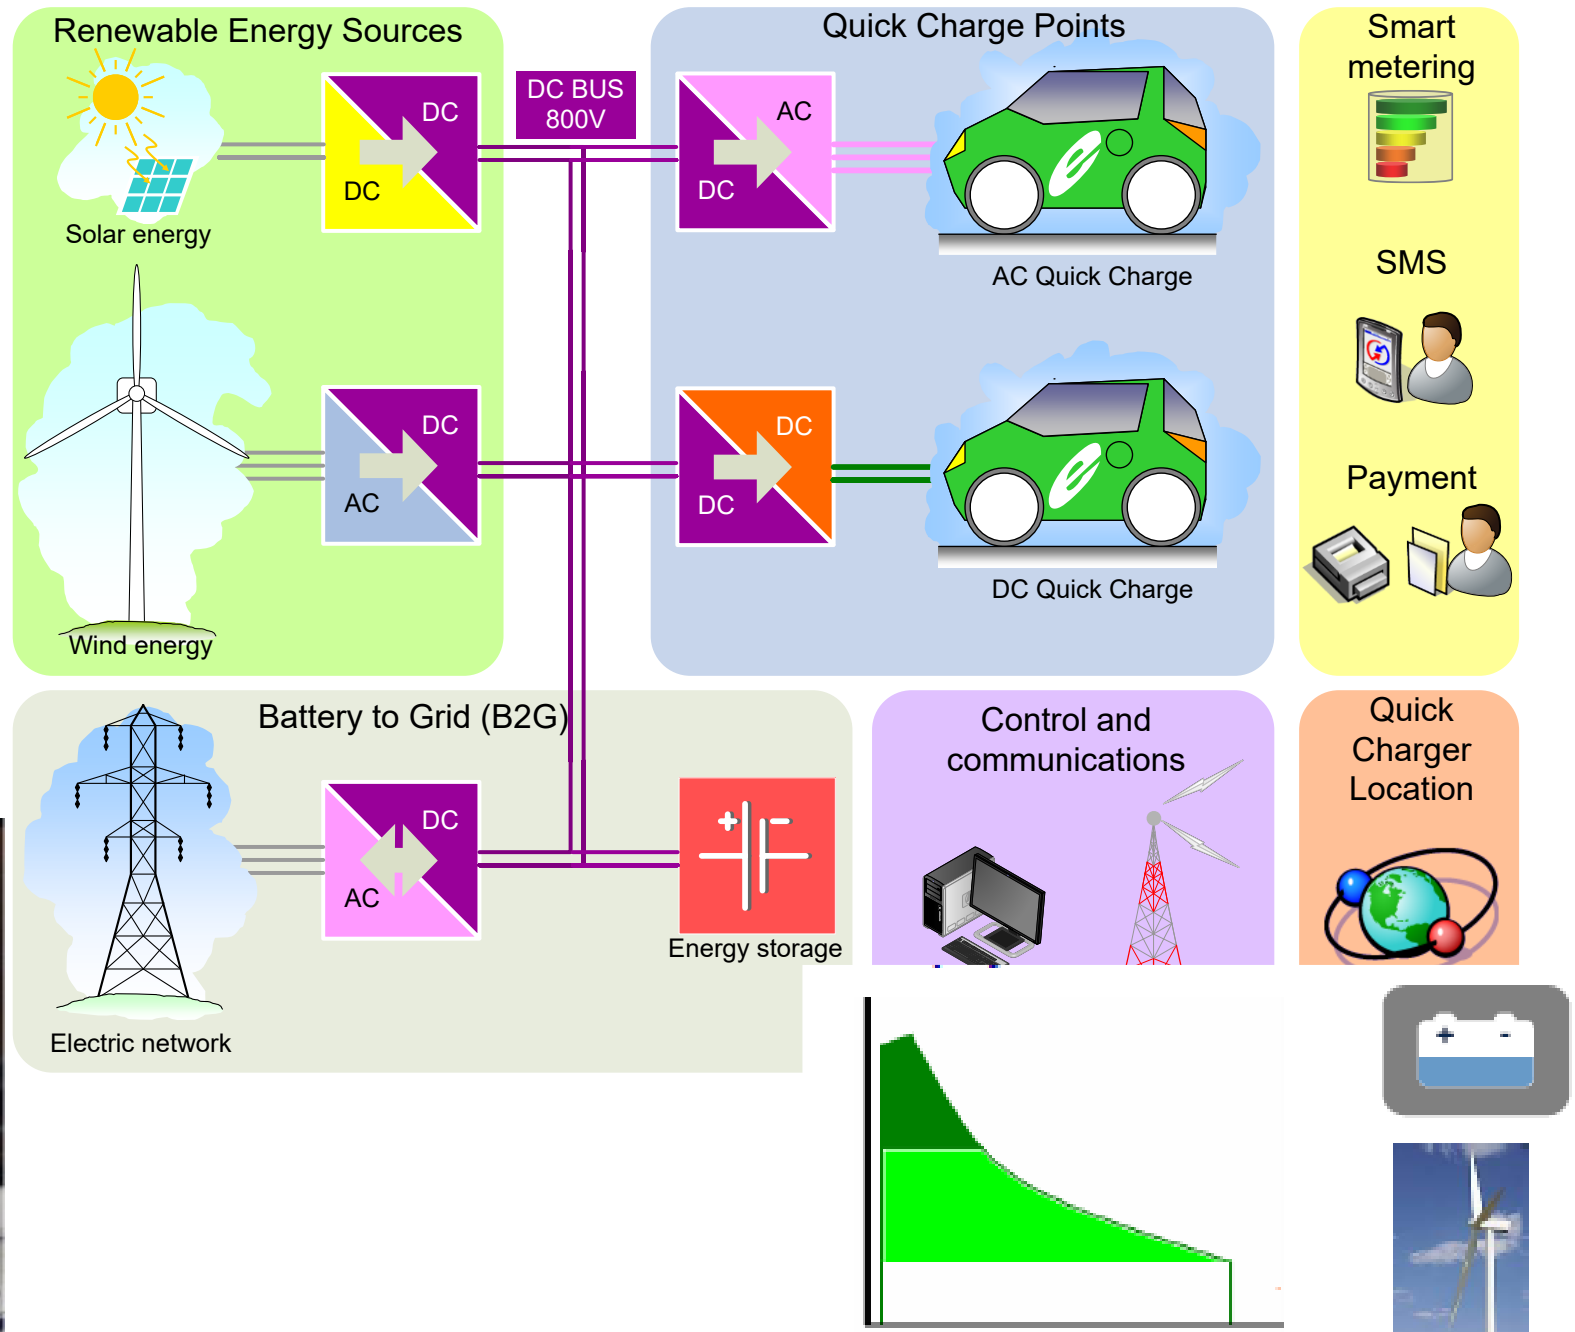 Renewable Energy Sources
DC
DC
Solar energy
DC
AC
Wind energy
DC BUS
800V
Quick Charge Points
AC
DC
AC Quick Charge
DC
DC
DC Quick Charge
Smart
metering
SMS
e
e
Payment
Battery to Grid (B2G)
DC
AC
+ -
Energy storage
Electric network
Control and
communications
Quick
Charger
Location
+ -